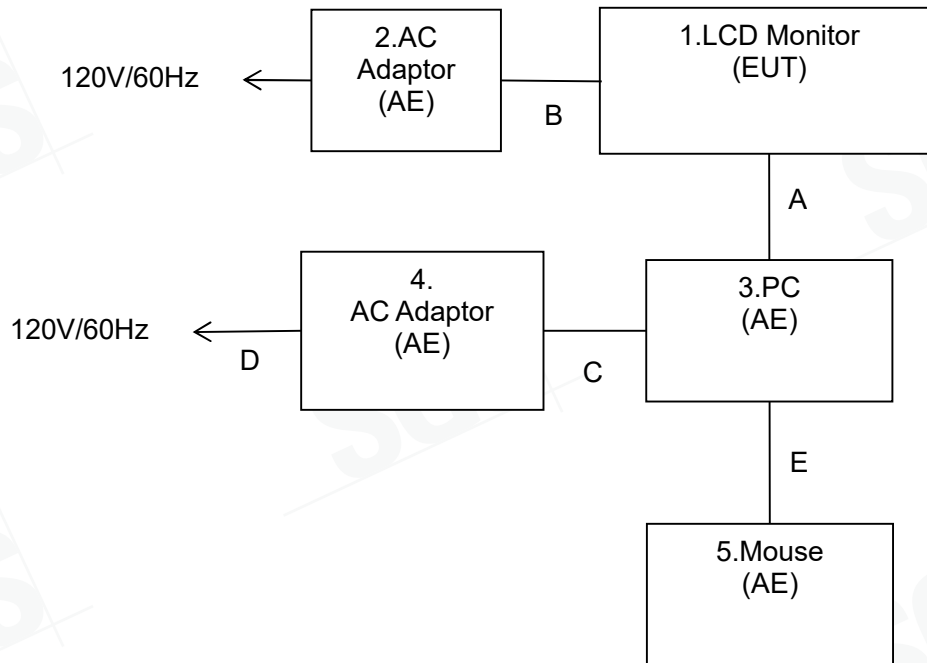 2.AC
Adaptor
(AE)
1.LCD Monitor
(EUT)
120V/60Hz
B
A
4.
AC Adaptor
(AE)
3.PC
(AE)
120V/60Hz
D
C
E
5.Mouse
(AE)